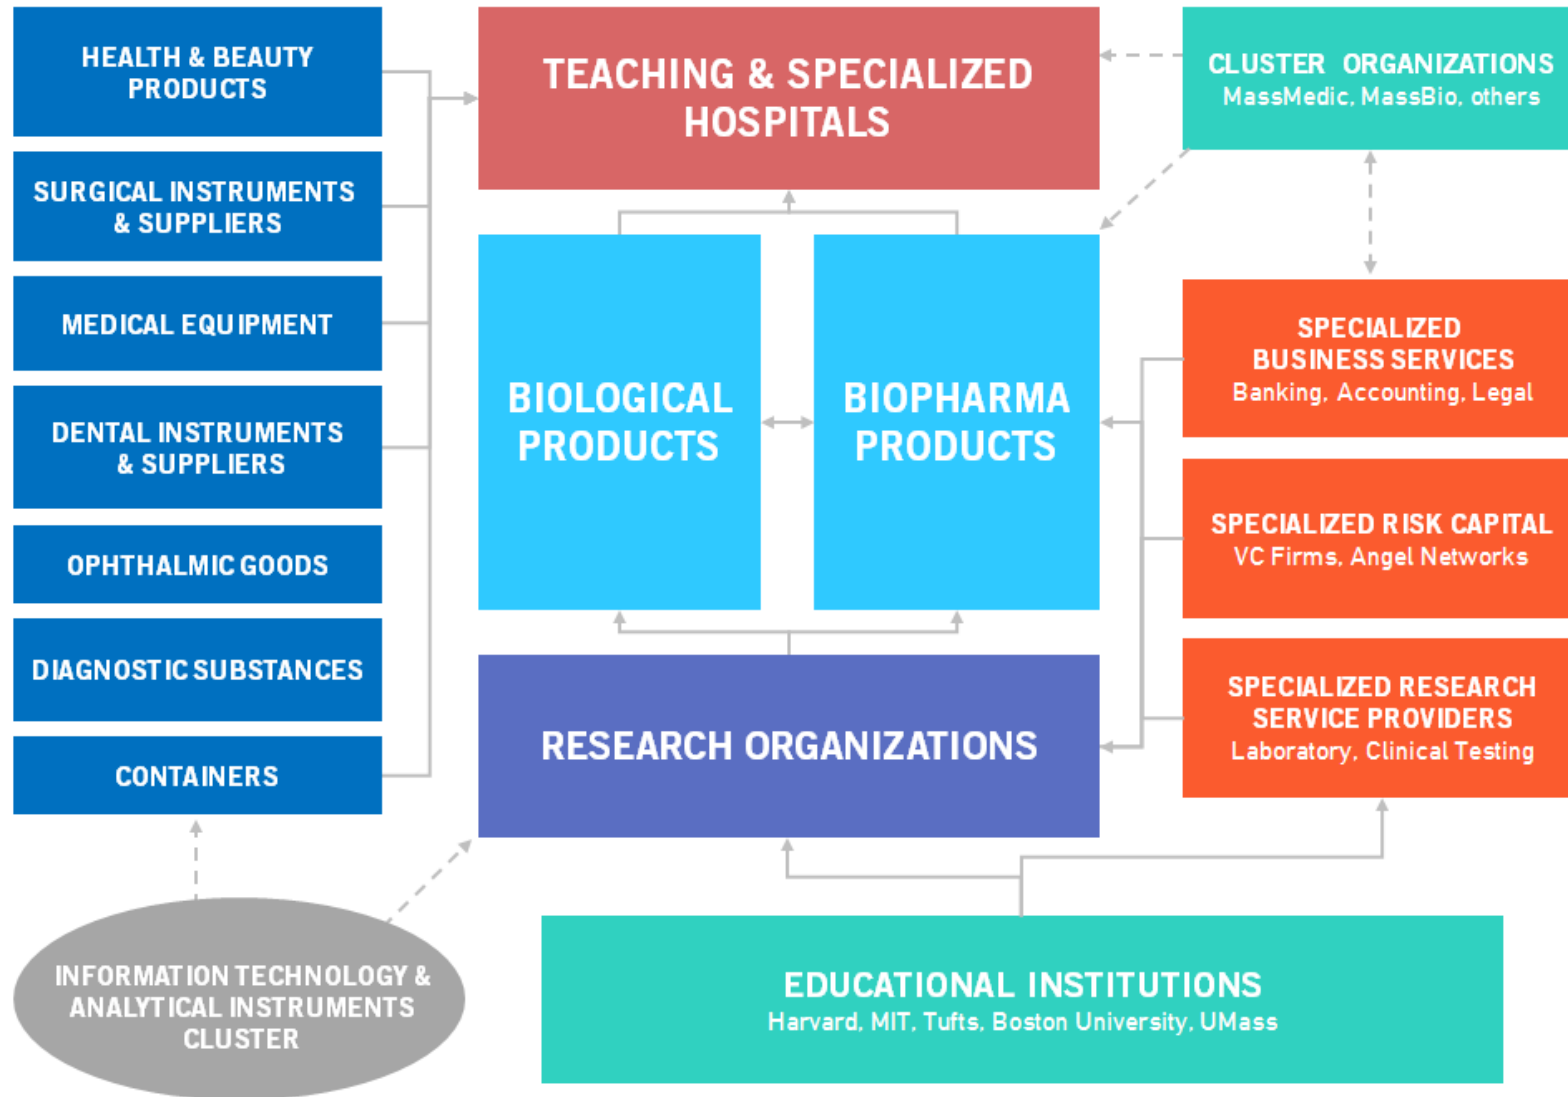 HEALTH & BEAUTY
PRODUCTS
SURGICAL INSTRUMENTS
& SUPPLIERS
MEDICAL EQUIPMENT
DENTAL INSTRUMENTS
& SUPPLIERS
OPHTHALMIC GOODS
DIAGNOSTIC SUBSTANCES
CONTAINERS
INFORMATION TECHNOLOGY &
ANALYTICAL INSTRUMENTS
CLUSTER
TEACHING & SPECIALIZED
HOSPITALS
BIOLOGICAL
PRODUCTS
BIOPHARMA
PRODUCTS
RESEARCH ORGANIZATIONS
EDUCATIONAL INSTITUTIONS
Harvard, MIT, Tufts, Boston University, UMass
CLUSTER ORGANIZATIONS
MassMedic, MassBio, others
SPECIALIZED
BUSINESS SERVICES
Banking, Accounting, Legal
SPECIALIZED RISK CAPITAL
VC Firms, Angel Networks
SPECIALIZED RESEARCH
SERVICE PROVIDERS
Laboratory, Clinical Testing